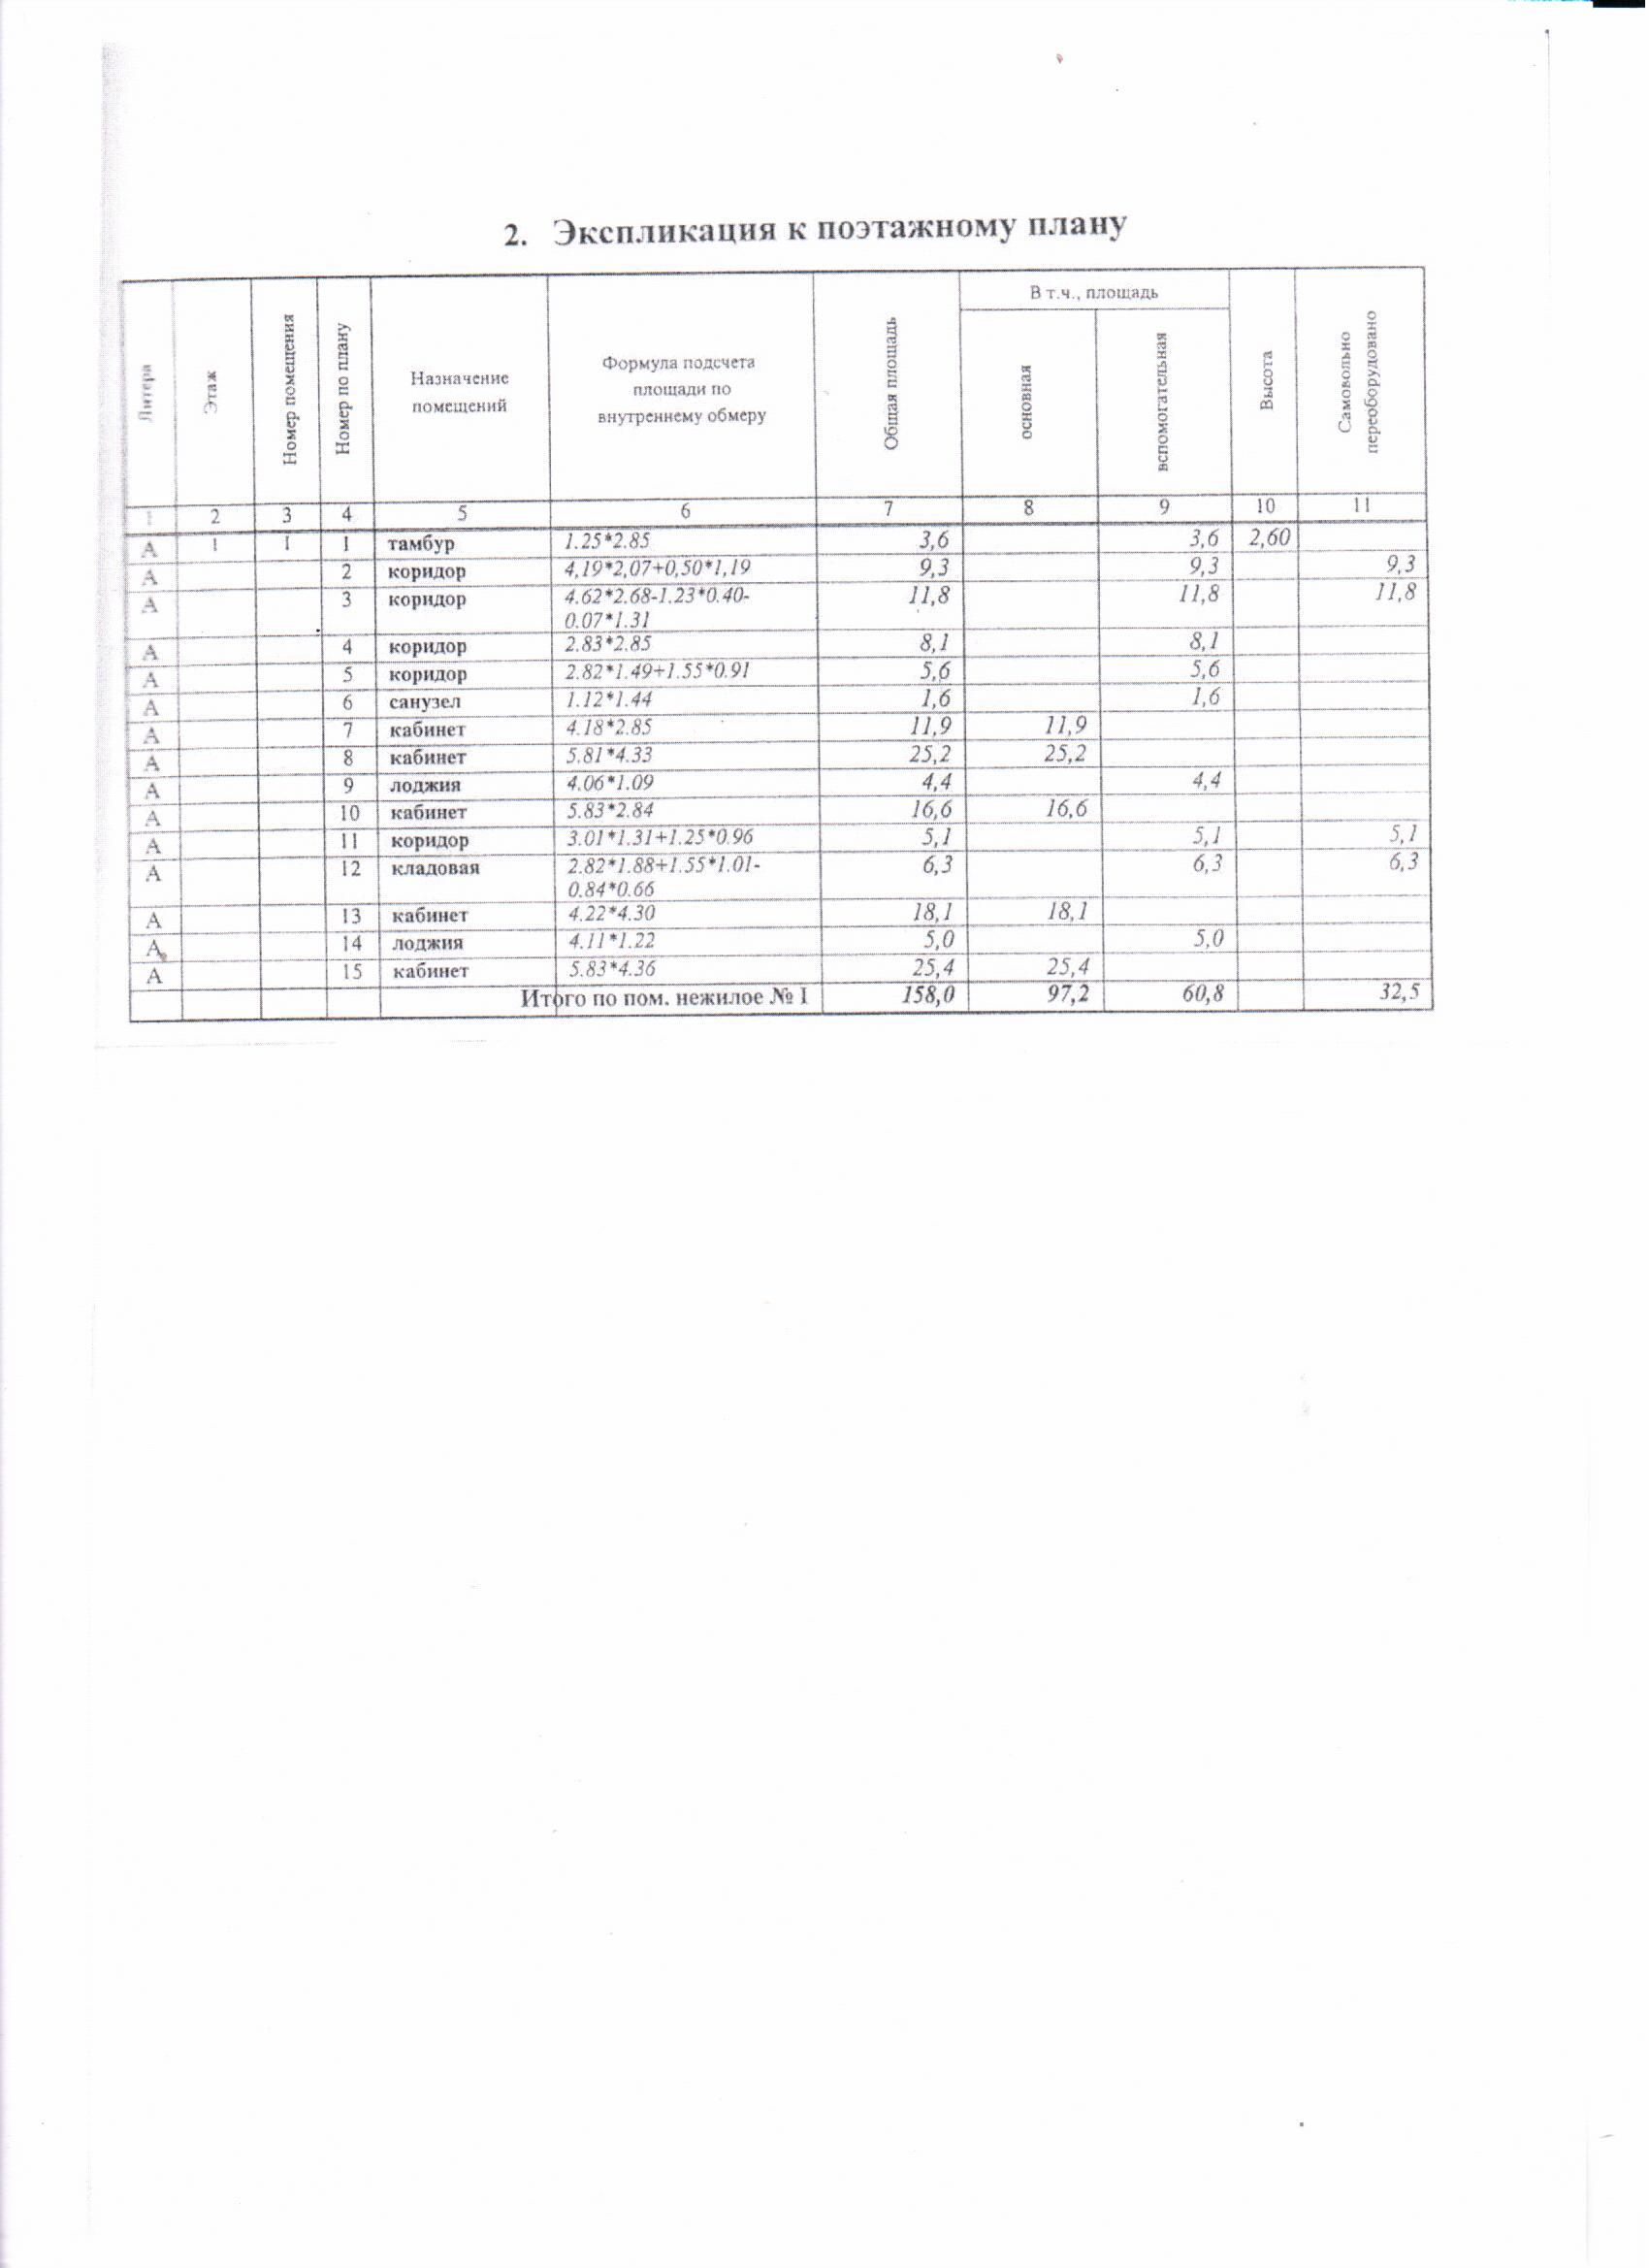 2. Экспликация к поэтажному плану
Литера Этаж Номер помещения Номер по плану Назначение помещений Формула подсчета площади по внутреннему обмеру Общая площадь В т.ч., площадь основная вспомогательная Высота Самовольно переоборудовано
1 2 3 4 5 6 7 8 9 10 11
А 1 I 1 тамбур 1.25*2.85 3,6 3,6 2,60
А 2 коридор 4,19*2,07+0,50*1,19 9,3 9,3 9,3
А 3 коридор 4.62*2.68-1.23*0.40- 11,8 11,8 11,8
0.07*1.31
А 4 коридор 2.83*2.85 8,1 8,1
А 5 коридор 2.82*1.49+1.55*0.91 5,6 5,6
А 6 санузел 1.12*1.44 1,6 1,6
А 7 кабинет 4.18*2.85 11,9 11,9
А 8 кабинет 5.81*4.33 25,2 25,2
А 9 лоджия 4.06*1.09 4,4 4,4
А 10 кабинет 5.83*2.84 16,6 16,6
А 11 коридор 3.01*1.31+1.25*0.96 5,1 5,1 5,1
А 12 кладовая 2.82*1.88+1.55*1.01- 6,3 6,3 6,3
0.84*0.66
А 13 кабинет 4.22*4.30 18,1 18,1
А 14 лоджия 4.11*1.22 5,0 5,0
А 15 кабинет 5.83*4.36 25,4 25,4
Итого по пом. нежилое № I 158,0 97,2 60,8 32,5